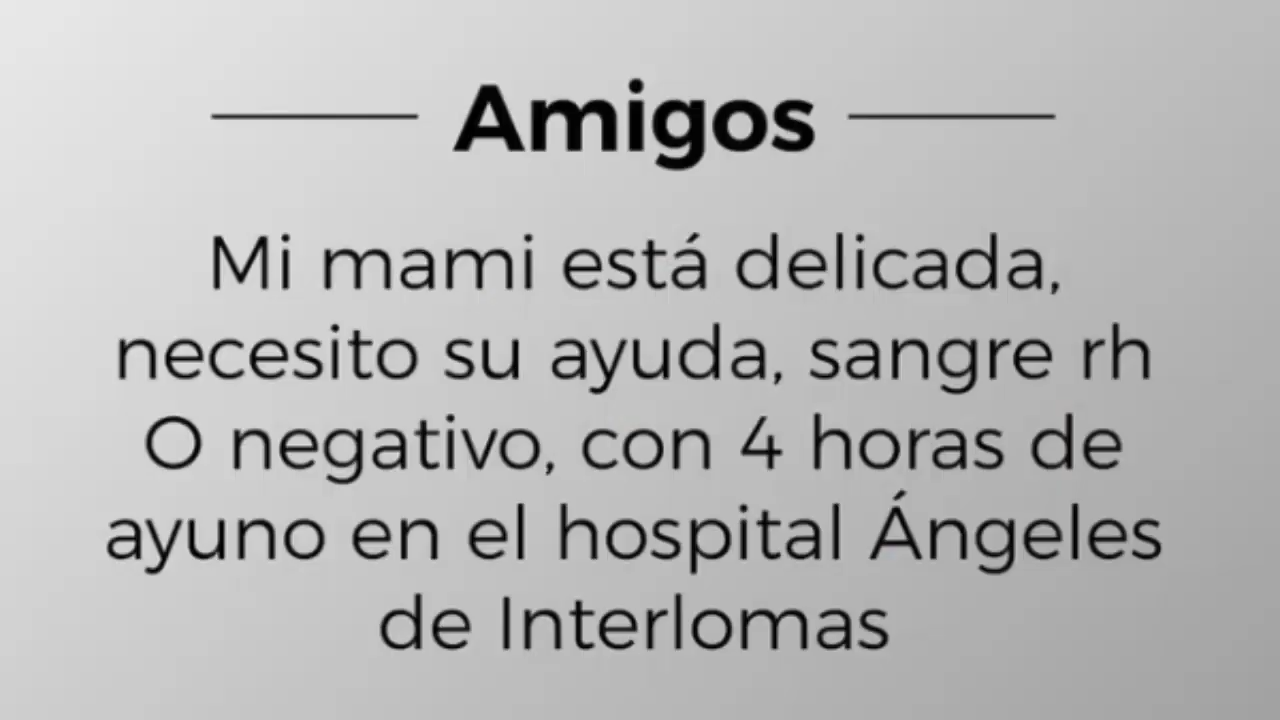 Amigos
Mi mami está delicada,
necesito su ayuda, sangre rh
O negativo, con 4 horas de
ayuno en el hospital Ángeles
de Interlomas